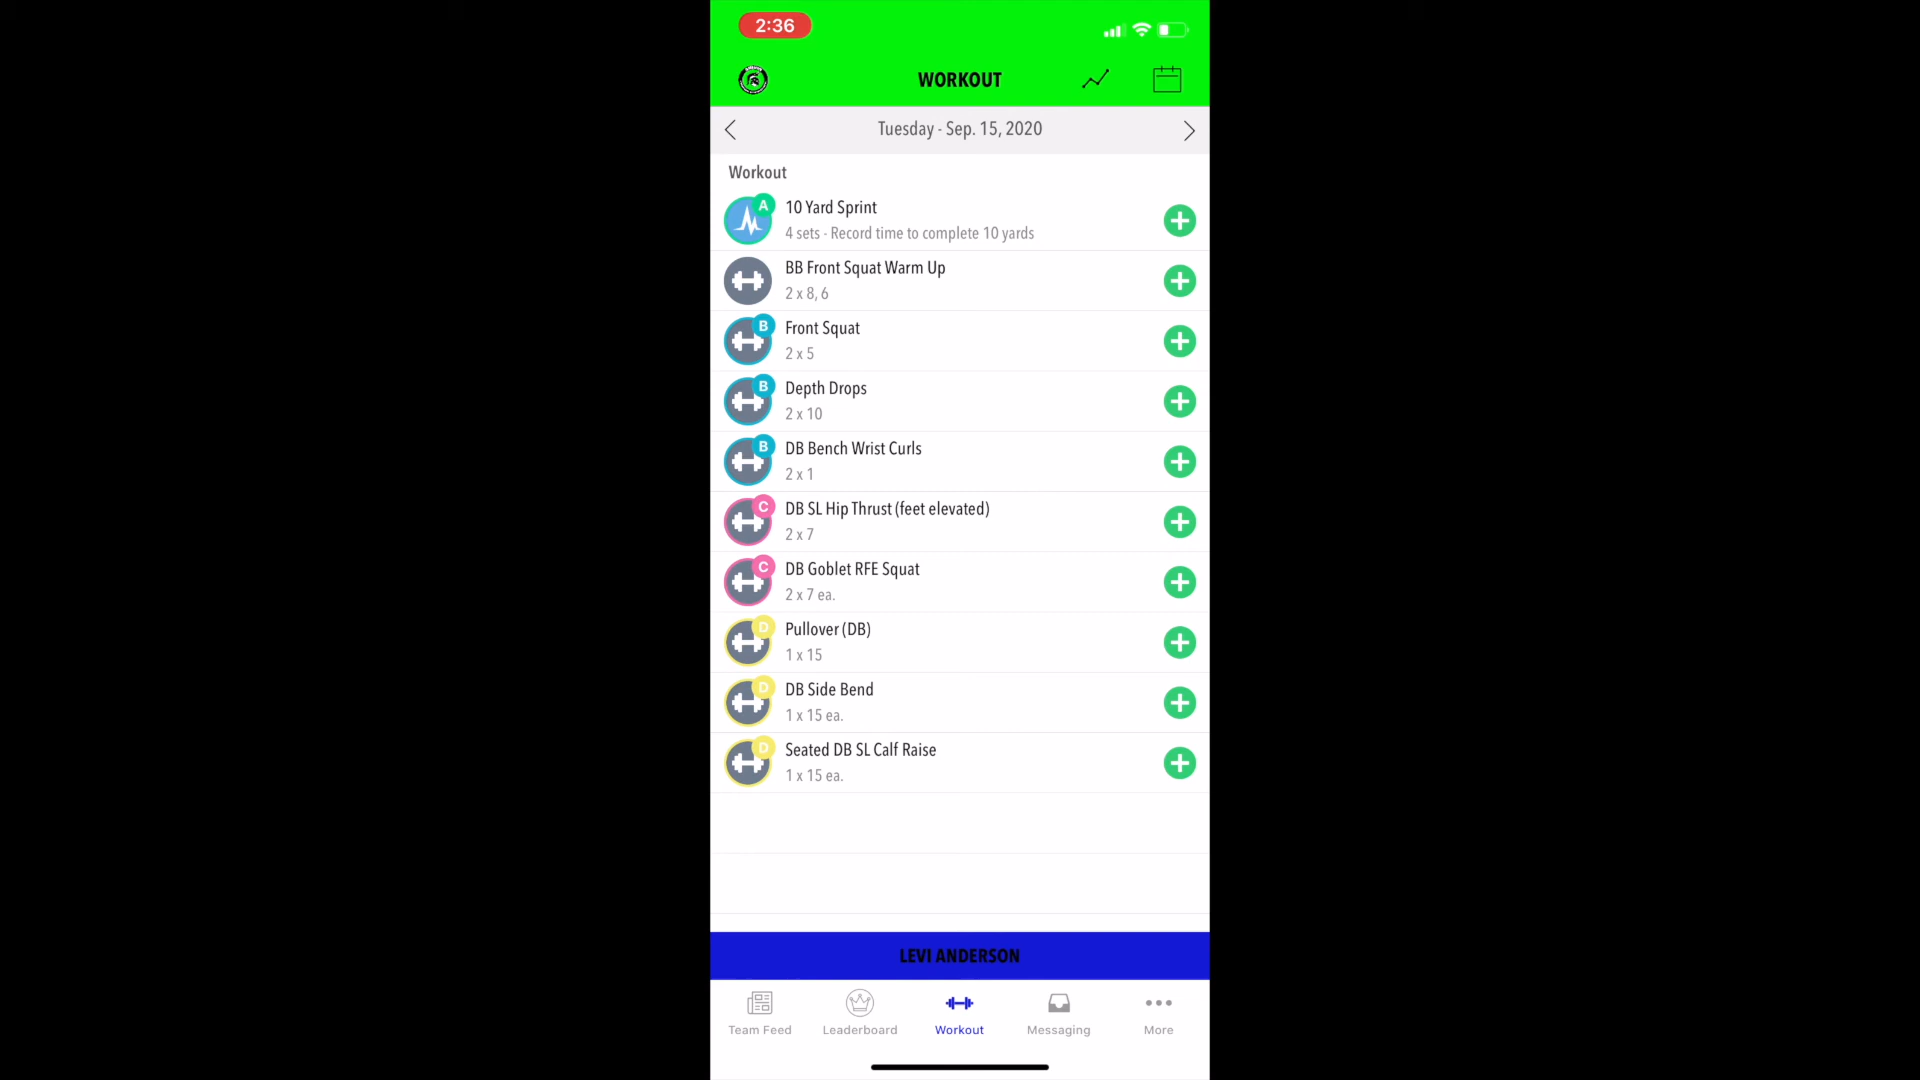 2:36
WORKOUT
Tuesday - Sep. 15, 2020
Workout
A
10 Yard Sprint
4 sets - Record time to complete 10 yards
BB Front Squat Warm Up
2 x 8, 6
B
Front Squat
2 x 5
B
Depth Drops
2 x 10
B
DB Bench Wrist Curls
2 x 1
C
DB SL Hip Thrust (feet elevated)
2 x 7
C
DB Goblet RFE Squat
2 x 7 ea.
D
Pullover (DB)
1 x 15
D
DB Side Bend
1 x 15 ea.
D
Seated DB SL Calf Raise
1 x 15 ea.
LEVI ANDERSON
Team Feed
Leaderboard
Workout
Messaging
More